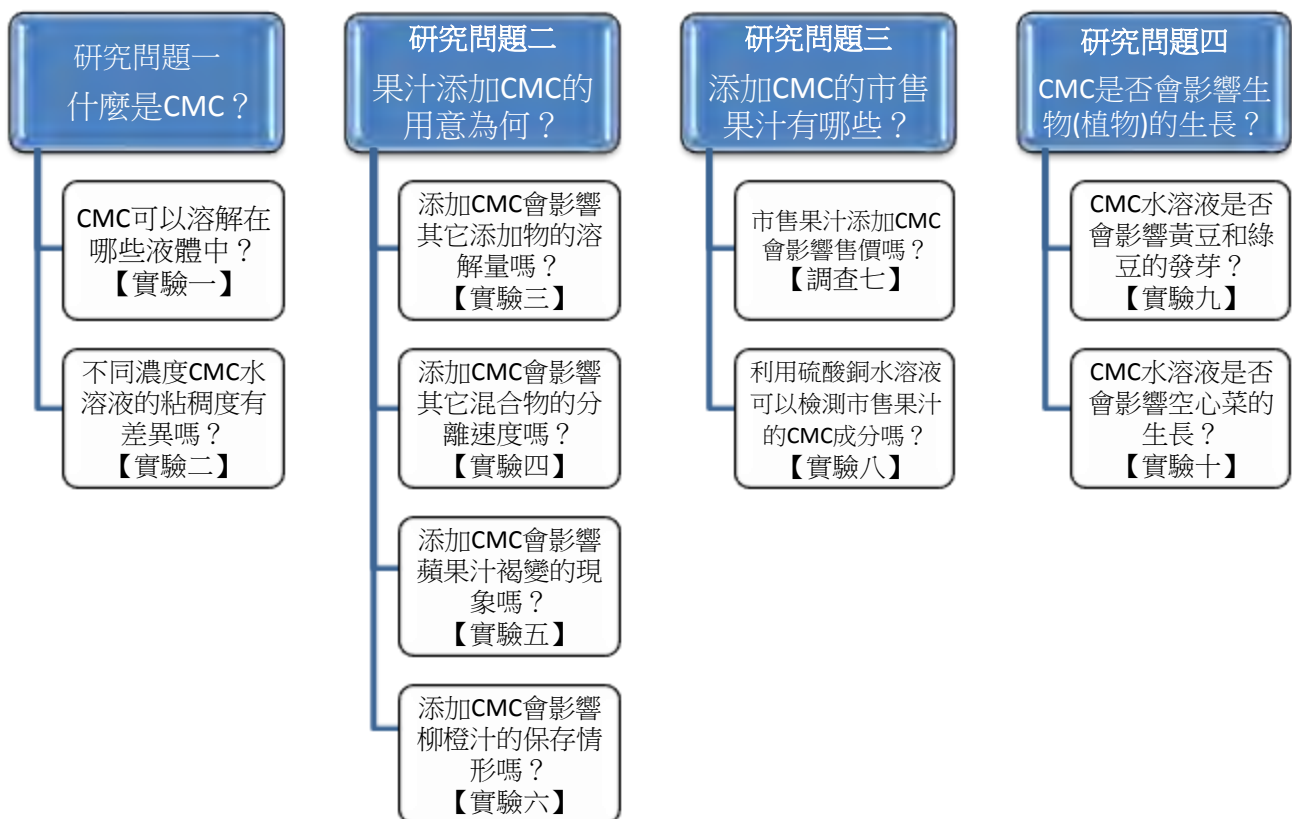 研究問題一
什麼是CMC？
CMC可以溶解在
哪些液體中？
【實驗一】
不同濃度CMC水
溶液的粘稠度有
差異嗎？
【實驗二】
研究問題二
果汁添加CMC的
用意為何？
添加CMC會影響
其它添加物的溶
解量嗎？
【實驗三】
添加CMC會影響
其它混合物的分
離速度嗎？
【實驗四】
添加CMC會影響
蘋果汁褐變的現
象嗎？
【實驗五】
添加CMC會影響
柳橙汁的保存情
形嗎？
【實驗六】
研究問題三
添加CMC的市售
果汁有哪些？
市售果汁添加CMC
會影響售價嗎？
【調查七】
利用硫酸銅水溶液
可以檢測市售果汁
的CMC成分嗎？
【實驗八】
研究問題四
CMC是否會影響生
物(植物)的生長？
CMC水溶液是否
會影響黃豆和綠
豆的發芽？
【實驗九】
CMC水溶液是否
會影響空心菜的
生長？
【實驗十】